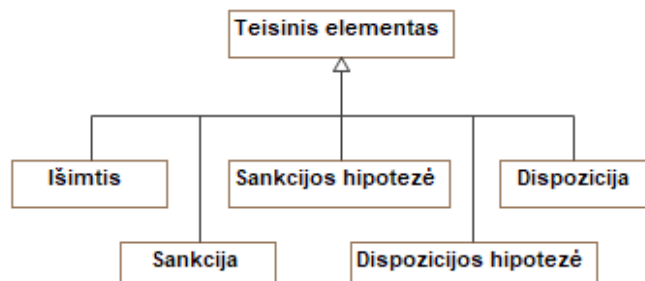 Teisinis elementas
Išimtis
Sankcijos hipotezė
Dispozicija
Sankcija
Dispozicijos hipotezė